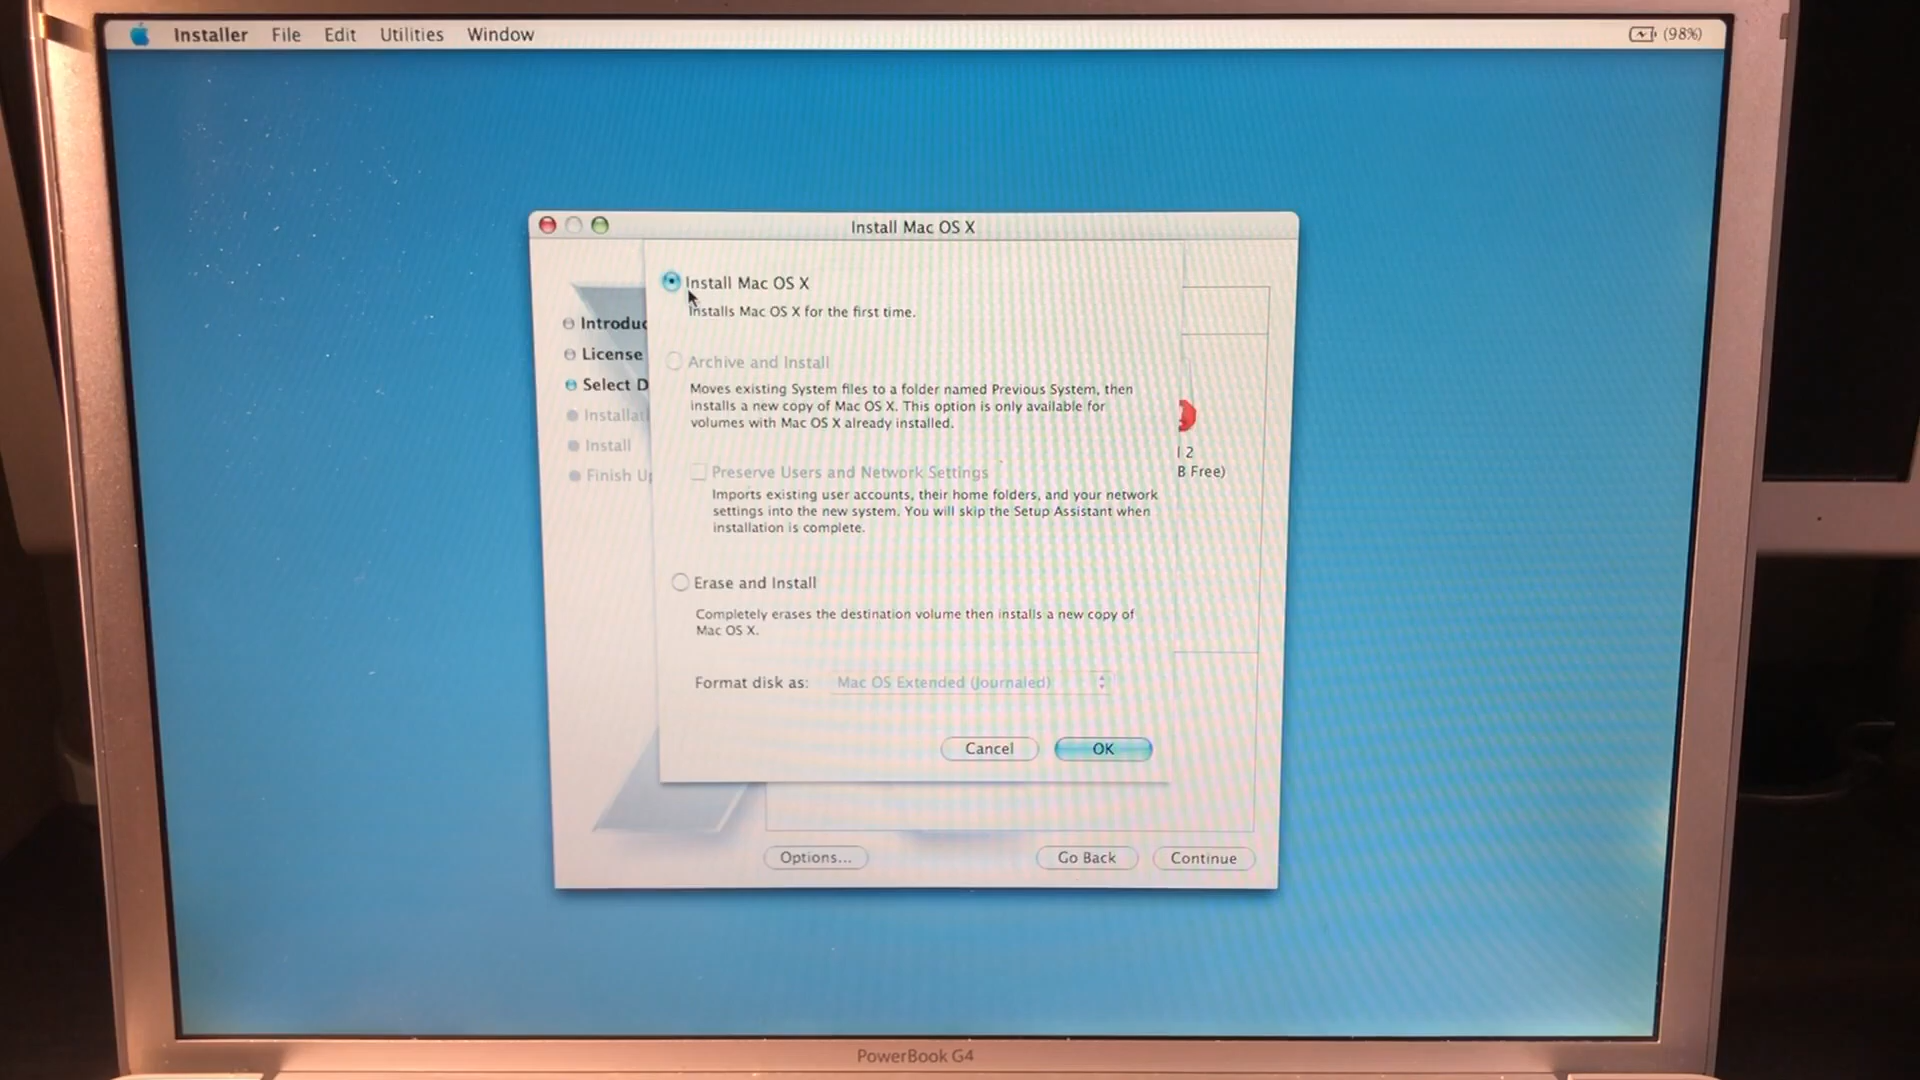 Installer File Edit Utilities Window (98%)
Install Mac OS X
Install Mac OS X
Installs Mac OS X for the first time.
Archive and Install
Moves existing System files to a folder named Previous System, then
installs a new copy of Mac OS X. This option is only available for
volumes with Mac OS X already installed.
Preserve Users and Network Settings
Imports existing user accounts, their home folders, and your network
settings into the new system. You will skip the Setup Assistant when
installation is complete.
Erase and Install
Completely erases the destination volume then installs a new copy of
Mac OS X.
Format disk as: Mac OS Extended (Journaled)
Cancel OK
Introduc
License
Select D
Installat
Install
Finish Up
2
B Free)
Options... Go Back Continue
PowerBook G4